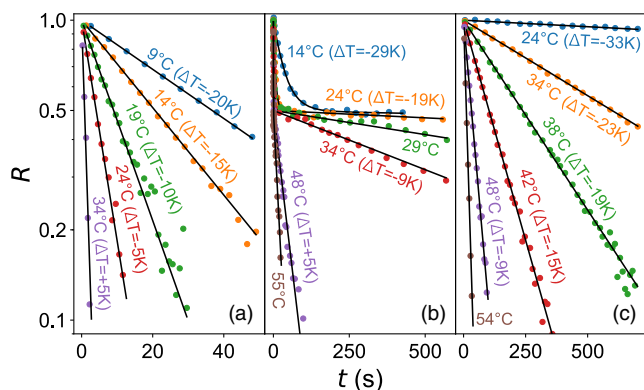 1.0
0.5
0.2
0.1
R
9°C (ΔT=-20K)
14°C (ΔT=-15K)
19°C (ΔT=-10K)
24°C (ΔT=-5K)
34°C (ΔT=+5K)
(a)
14°C (ΔT=-29K)
24°C (ΔT=-19K)
29°C
34°C (ΔT=-9K)
48°C (ΔT=+5K)
55°C
(b)
24°C (ΔT=-33K)
34°C (ΔT=-23K)
38°C (ΔT=-19K)
42°C (ΔT=-15K)
48°C (ΔT=-9K)
54°C
(c)
0 20 40 0 250 500 0 250 500
t (s)